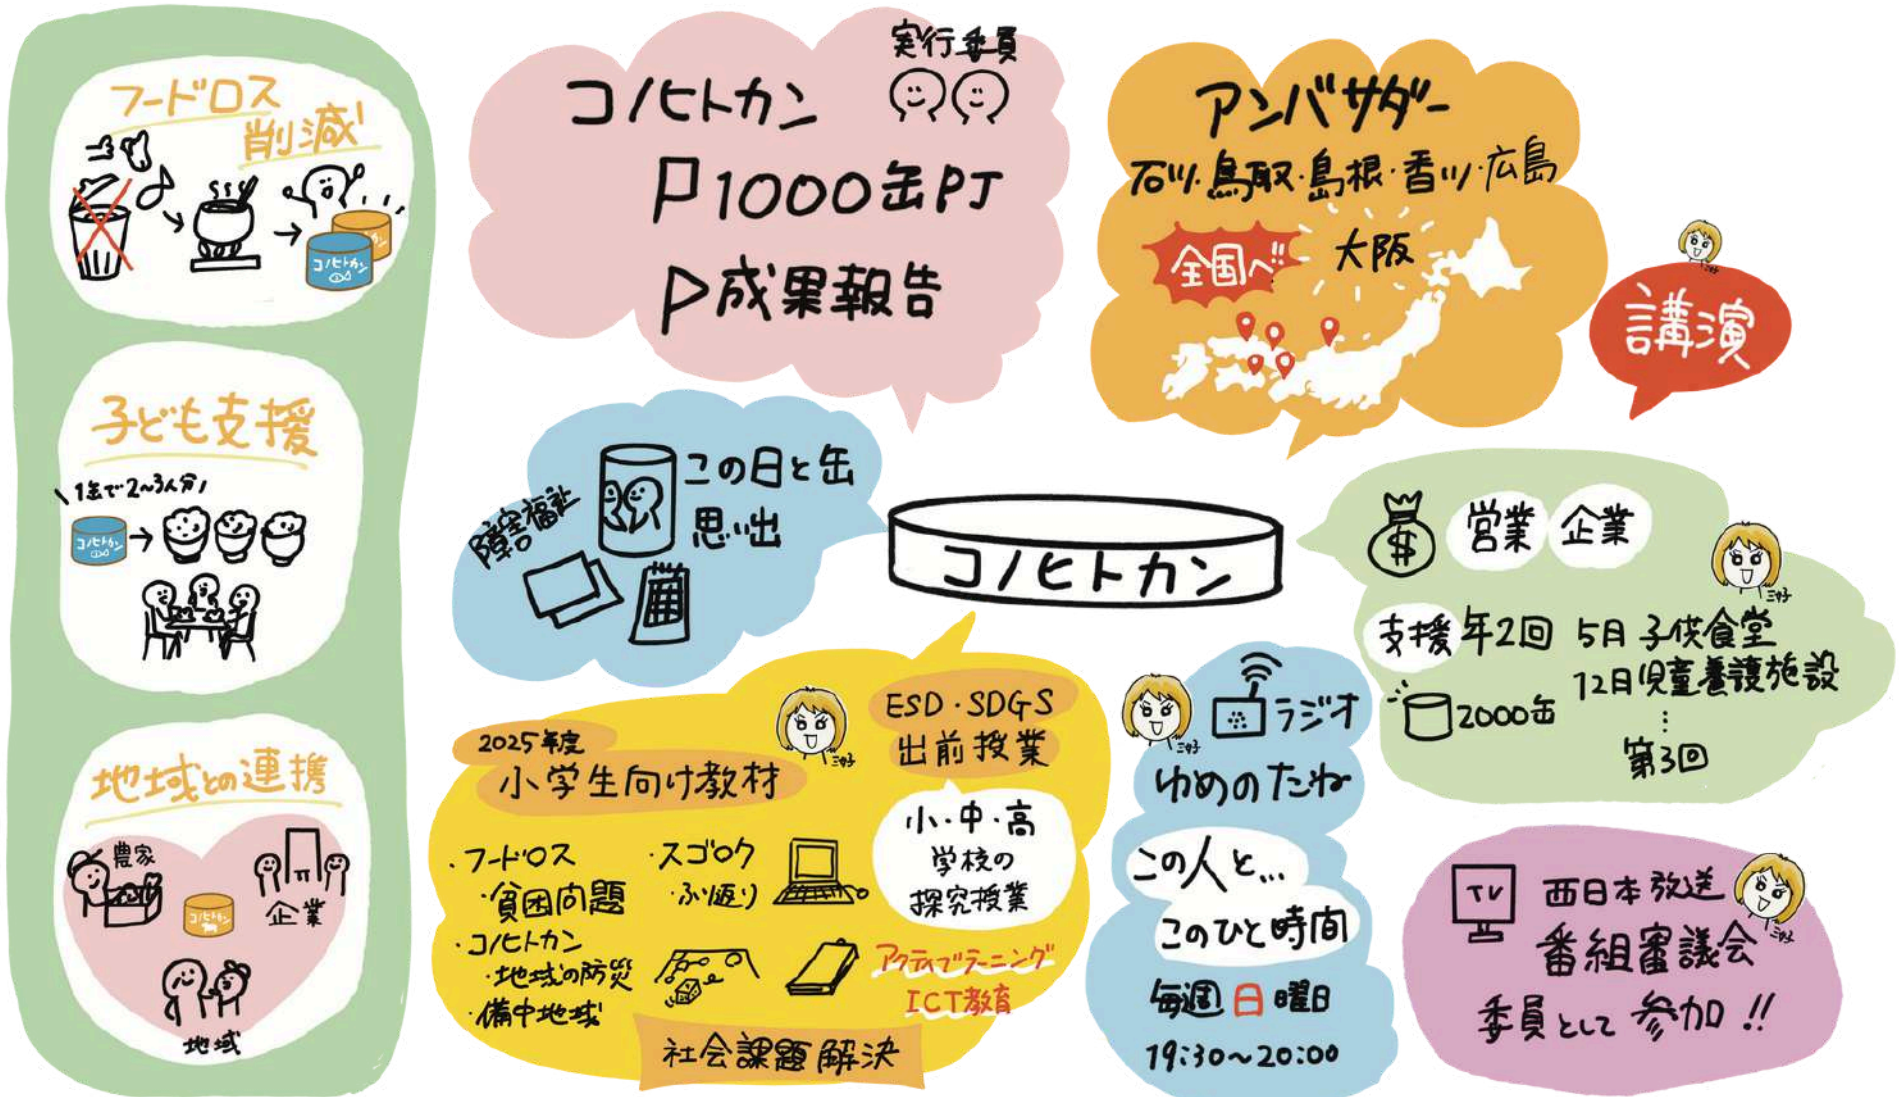 フードロス
削減
コノヒトカン
子ども支援
1缶で2〜3人分
コノヒトカン
地域との連携
農家
企業
コノヒトカン
地域
実行委員
コノヒトカン
P1000缶PJ
P成果報告
アンバサダー
石川・鳥取・島根・香川・広島
全国へ!!
大阪
講演
この日と缶
思い出
障害福祉
コノヒトカン
営業 企業
支援 年2回 5月 子供食堂
12月児童養護施設
2000缶
⋮
第3回
2025年度
小学生向け教材
ESD・SDGS
出前授業
・フードロス
・貧困問題
・コノヒトカン
・地域の防災
・備中地域
・スゴロク
・ふり返り
小・中・高
学校の
探究授業
アクティブラーニング
ICT教育
社会課題解決
ラジオ
ゆめのたね
この人と...
このひと時間
毎週日曜日
19:30〜20:00
TV
西日本放送
番組審議会
委員として参加!!